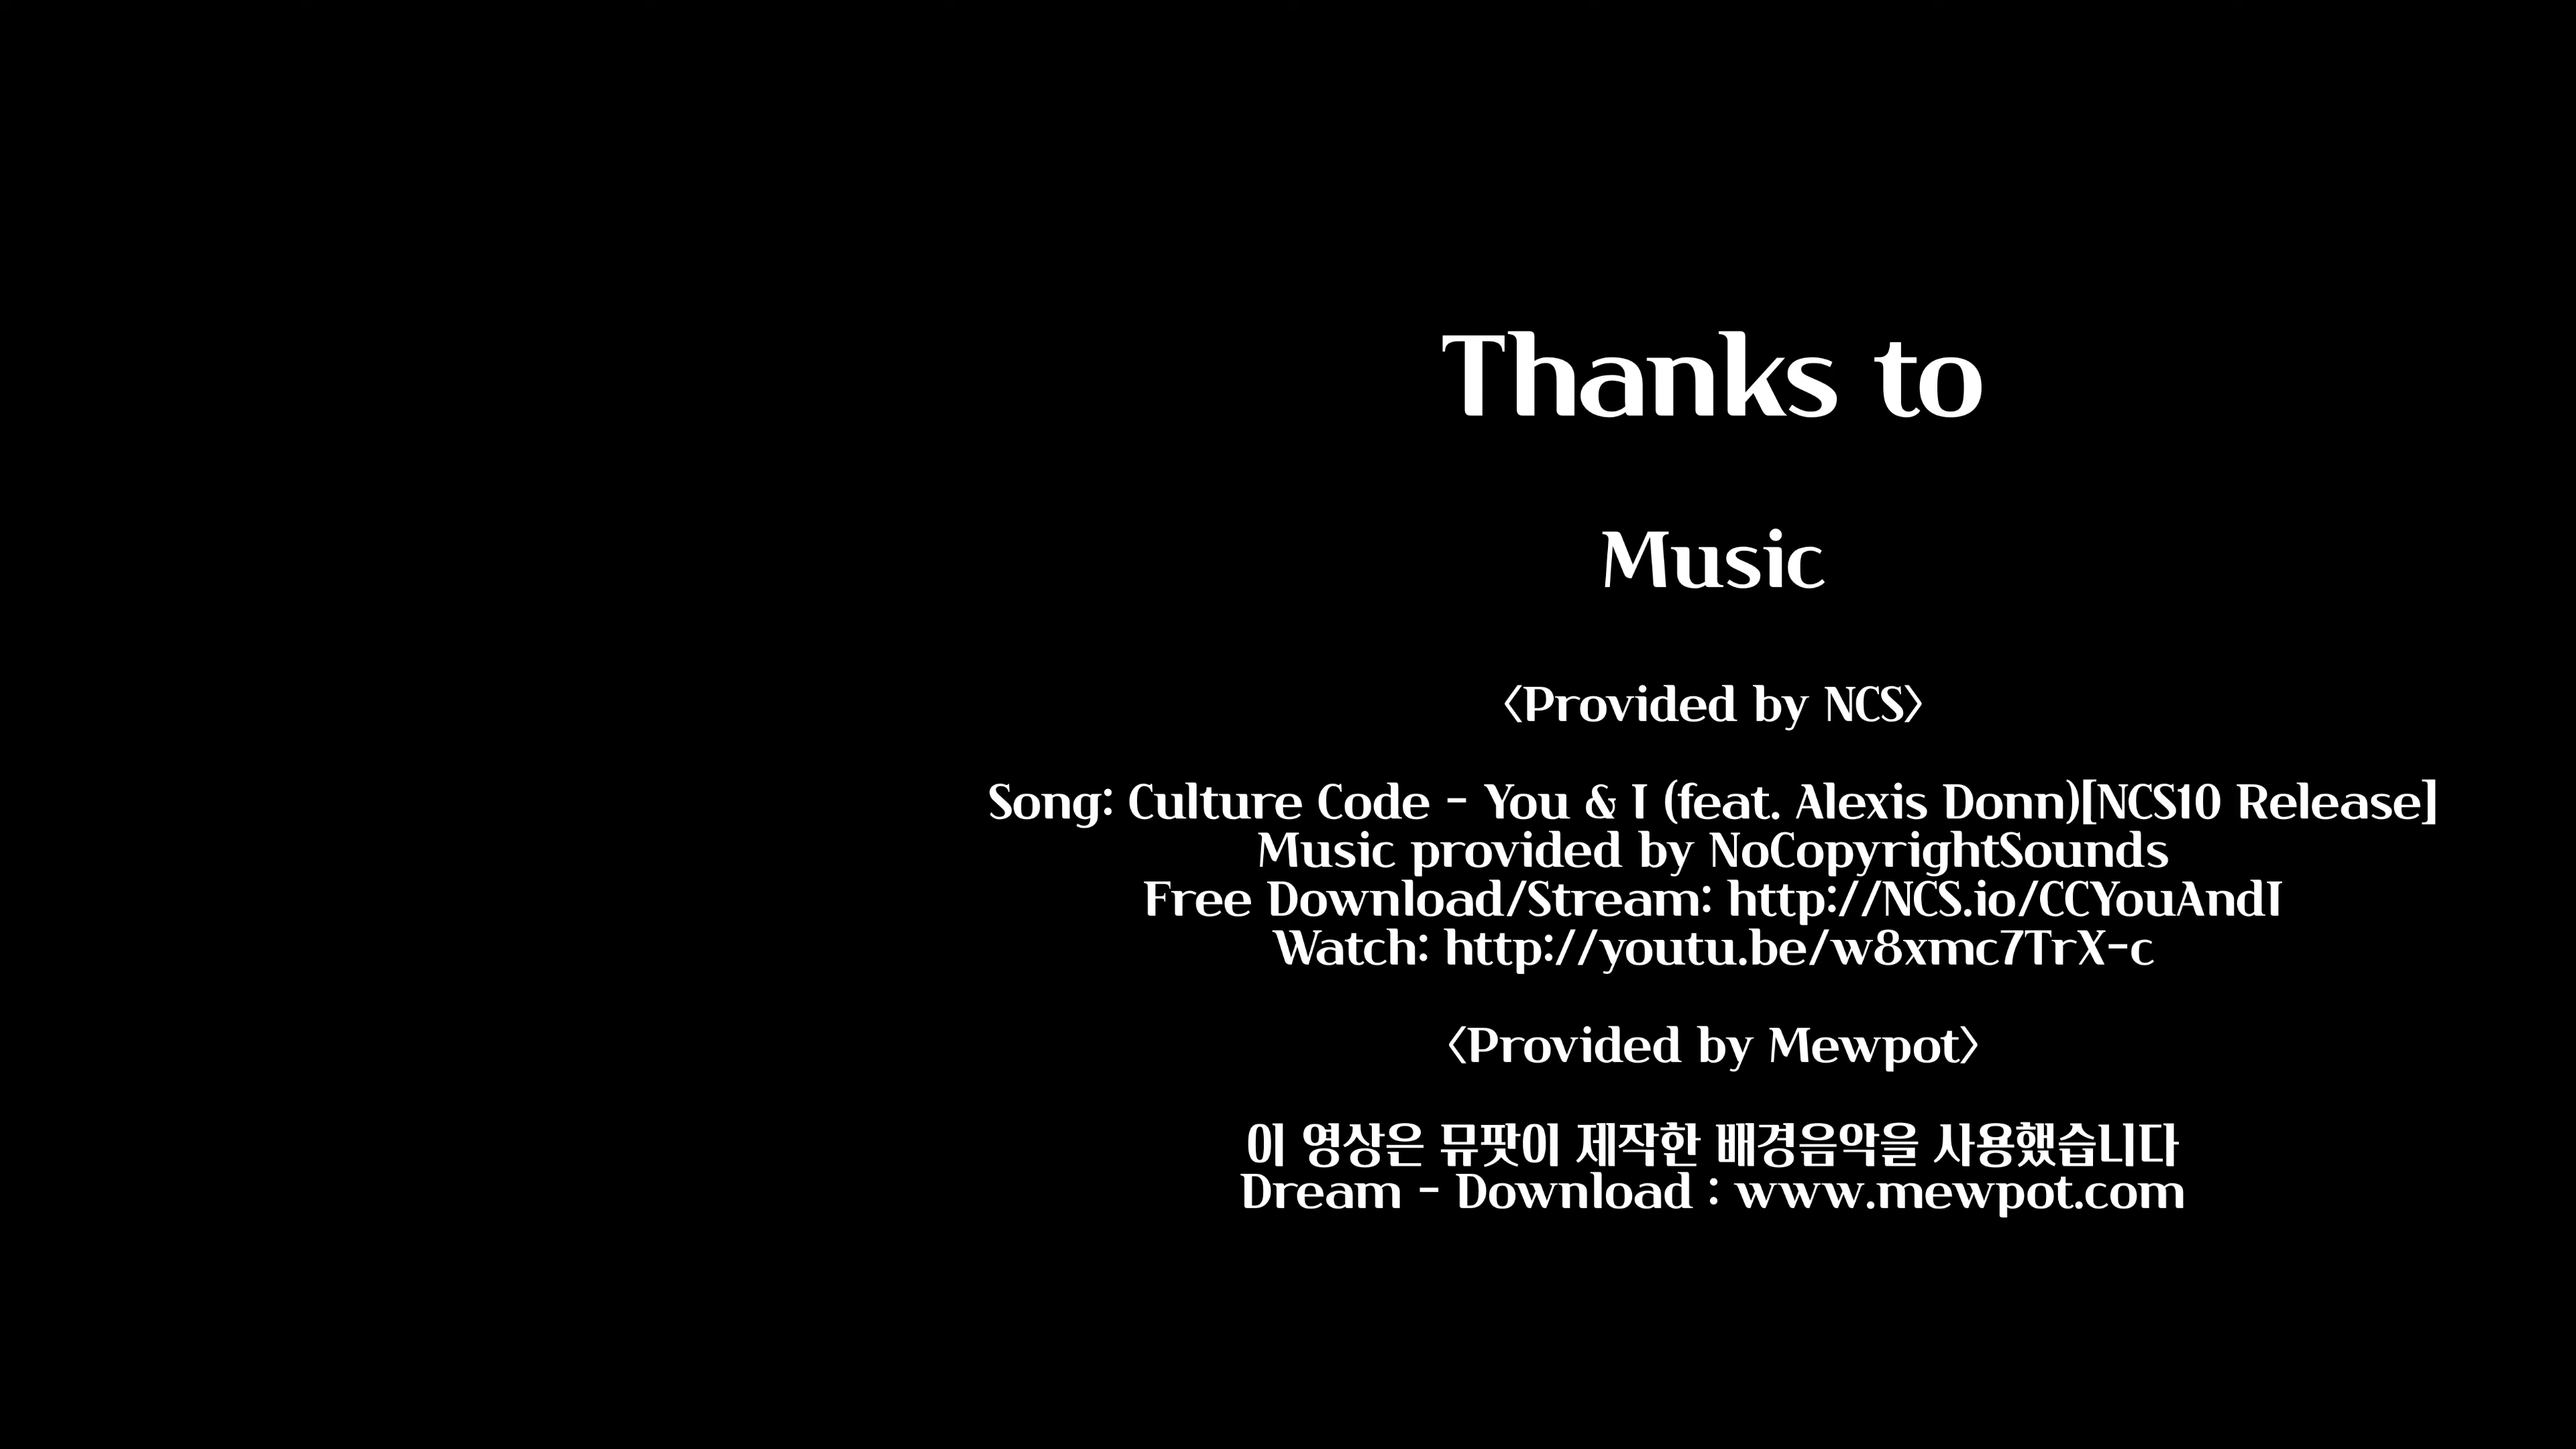 Thanks to
Music
〈Provided by NCS〉
Song: Culture Code - You & I (feat. Alexis Donn)[NCS10 Release]
Music provided by NoCopyrightSounds
Free Download/Stream: http://NCS.io/CCYouAndI
Watch: http://youtu.be/w8xmc7TrX-c
〈Provided by Mewpot〉
이 영상은 뮤팟이 제작한 배경음악을 사용했습니다
Dream - Download : www.mewpot.com